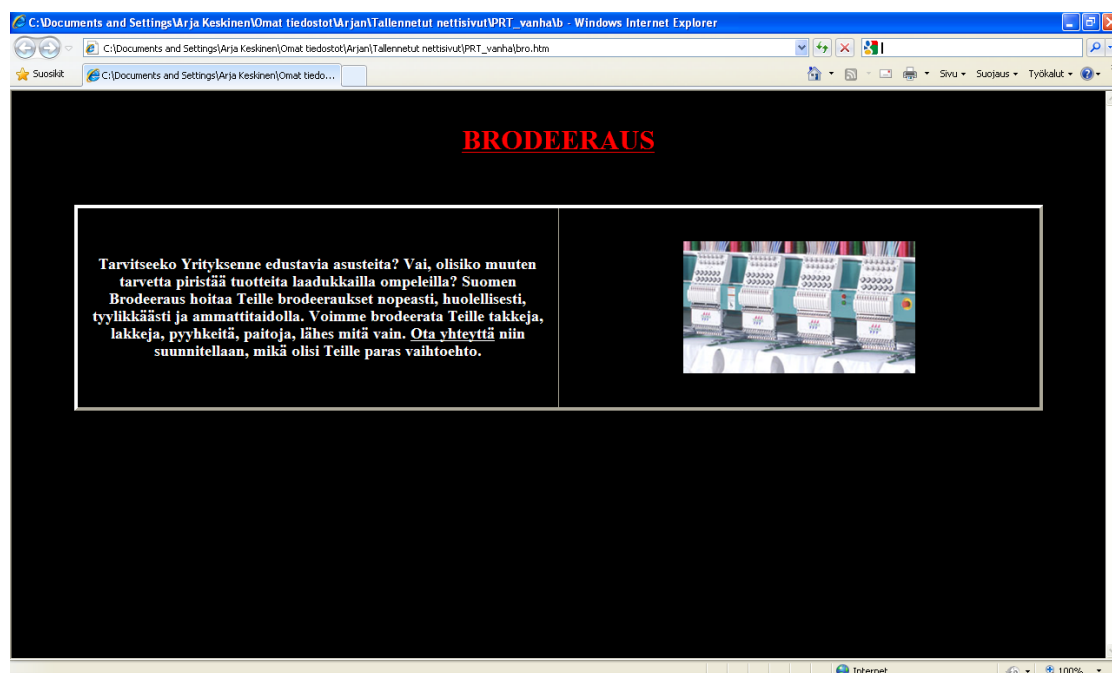 C:\Documents and Settings\Arja Keskinen\Omat tiedostot\Arjan\Tallennetut nettisivut\PRT_vanha\b - Windows Internet Explorer
C:\Documents and Settings\Arja Keskinen\Omat tiedostot\Arjan\Tallennetut nettisivut\PRT_vanha\bro.htm
Suosikit
C:\Documents and Settings\Arja Keskinen\Omat tiedo...
Sivu
Suojaus
Työkalut
BRODEERAUS
Tarvitseeko Yrityksenne edustavia asusteita? Vai, olisiko muuten
tarvetta piristää tuotteita laadukkailla ompeleilla? Suomen
Brodeeraus hoitaa Teille brodeeraukset nopeasti, huolellisesti,
tyylikkäästi ja ammattitaidolla. Voimme brodeerata Teille takkeja,
lakkeja, pyyhkeitä, paitoja, lähes mitä vain. Ota yhteyttä niin
suunnitellaan, mikä olisi Teille paras vaihtoehto.
Internet
100%